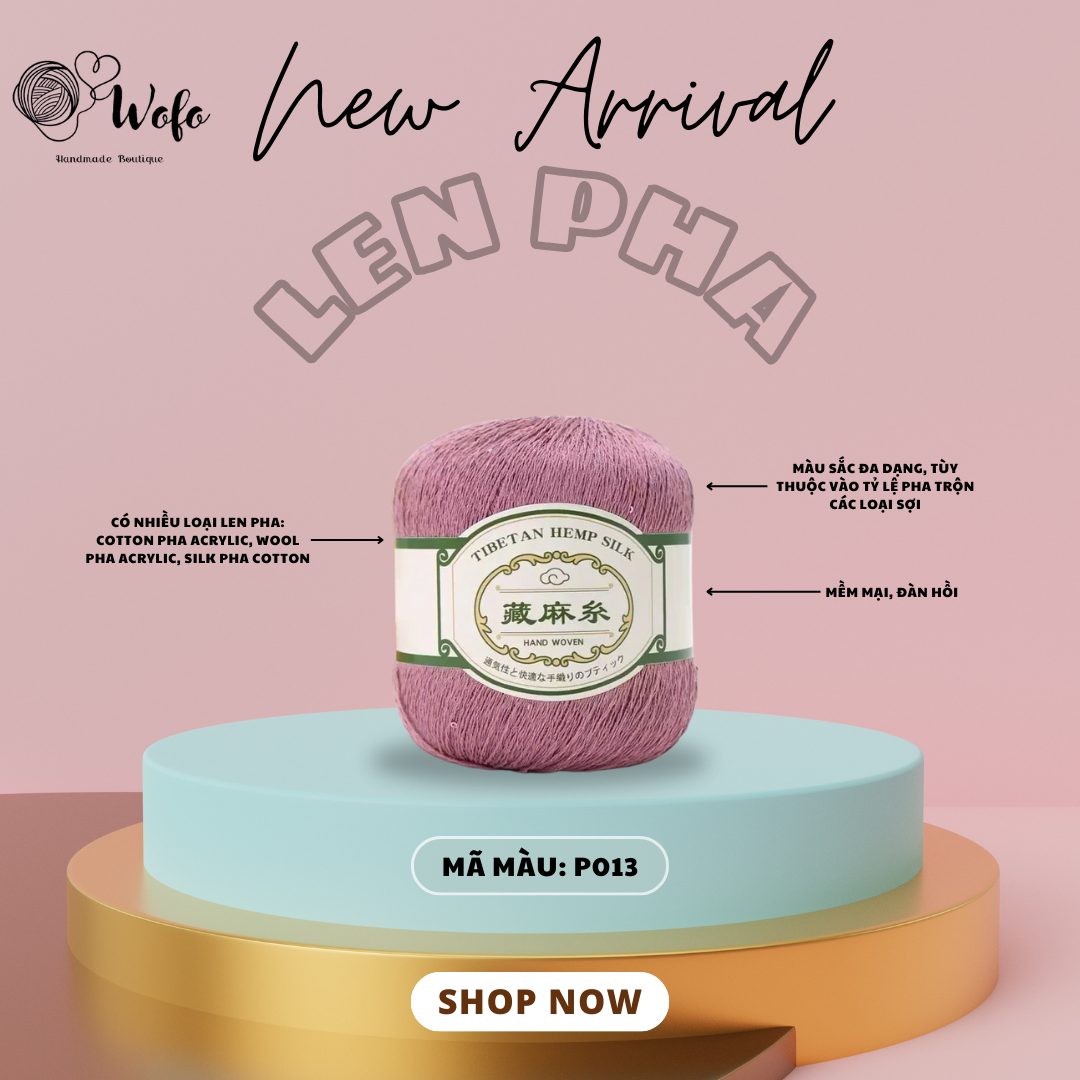 Wofo
Handmade Boutique
New Arrival
LEN PHA
MÀU SẮC ĐA DẠNG, TÙY
THUỘC VÀO TỶ LỆ PHA TRỘN
CÁC LOẠI SỢI
CÓ NHIỀU LOẠI LEN PHA:
COTTON PHA ACRYLIC, WOOL
PHA ACRYLIC, SILK PHA COTTON
MỀM MẠI, ĐÀN HỒI
TIBETAN HEMP SILK
藏麻糸
HAND WOVEN
通気性と快適な手織りのブティック
MÃ MÀU: P013
SHOP NOW